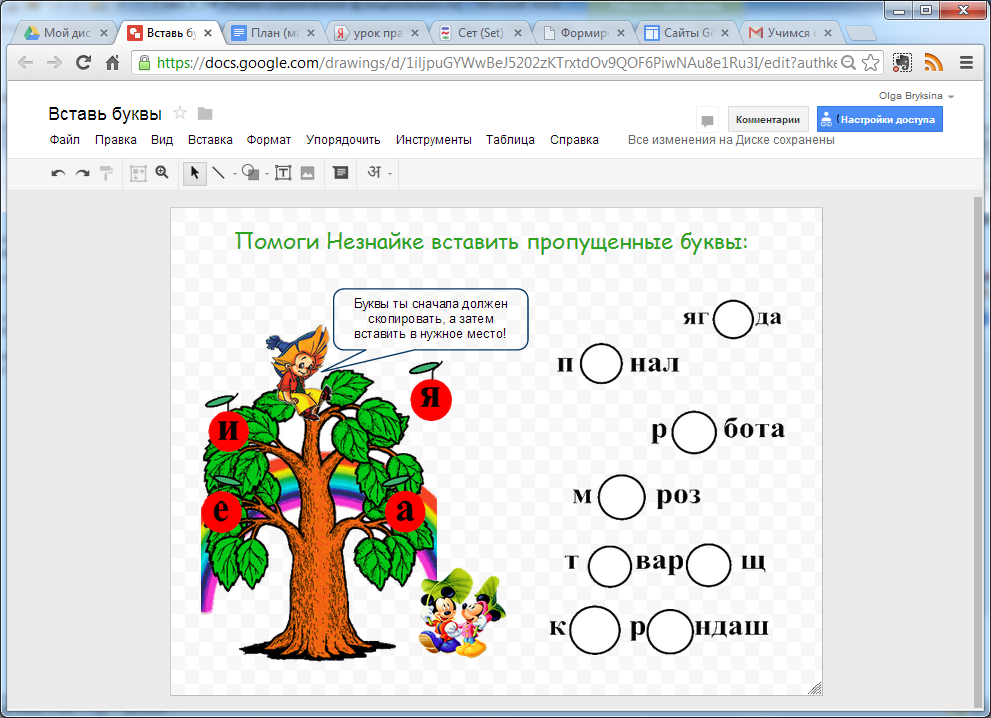 Мой дис
Вставь бу
План (ма
урок пра
Сет (Set)
Формир
Сайты Go
Учимся с
https://docs.google.com/drawings/d/1iIjpuGYWwBeJ5202zKTrxtdOv9QOF6PiwNAu8e1Ru3I/edit?authke
Olga Bryksina
Вставь буквы
Комментарии
Настройки доступа
Файл Правка Вид Вставка Формат Упорядочить Инструменты Таблица Справка Все изменения на Диске сохранены
अ
Помоги Незнайке вставить пропущенные буквы:
Буквы ты сначала должен
скопировать, а затем
вставить в нужное место!
я
и
е
а
яг да
п нал
р бота
м роз
т вар щ
к р ндаш